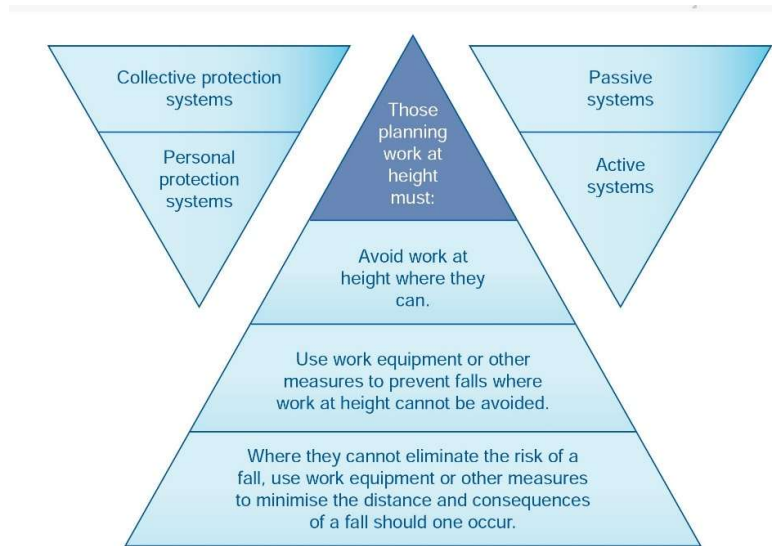 Collective protection
systems
Personal
protection
systems
Those
planning
work at
height
must:
Avoid work at
height where they
can.
Use work equipment or other
measures to prevent falls where
work at height cannot be avoided.
Where they cannot eliminate the risk of a
fall, use work equipment or other measures
to minimise the distance and consequences
of a fall should one occur.
Passive
systems
Active
systems